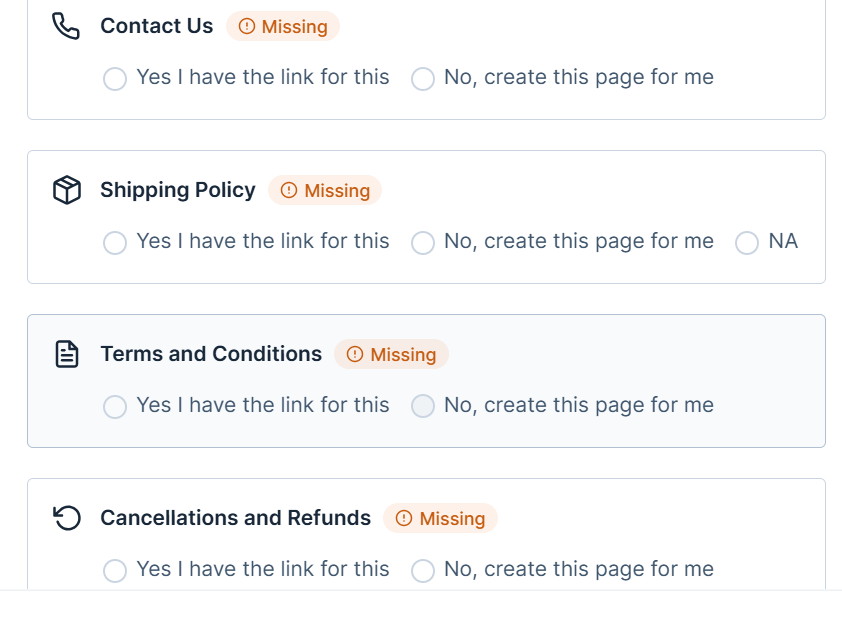 Contact Us Missing
Yes I have the link for this No, create this page for me
Shipping Policy Missing
Yes I have the link for this No, create this page for me NA
Terms and Conditions Missing
Yes I have the link for this No, create this page for me
Cancellations and Refunds Missing
Yes I have the link for this No, create this page for me